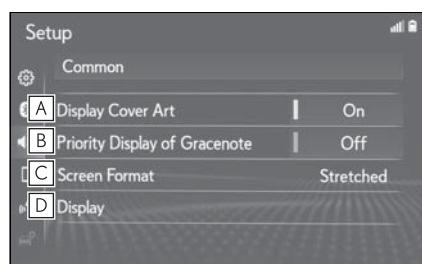 Setup
Common
A Display Cover Art On
B Priority Display of Gracenote Off
C Screen Format Stretched
D Display